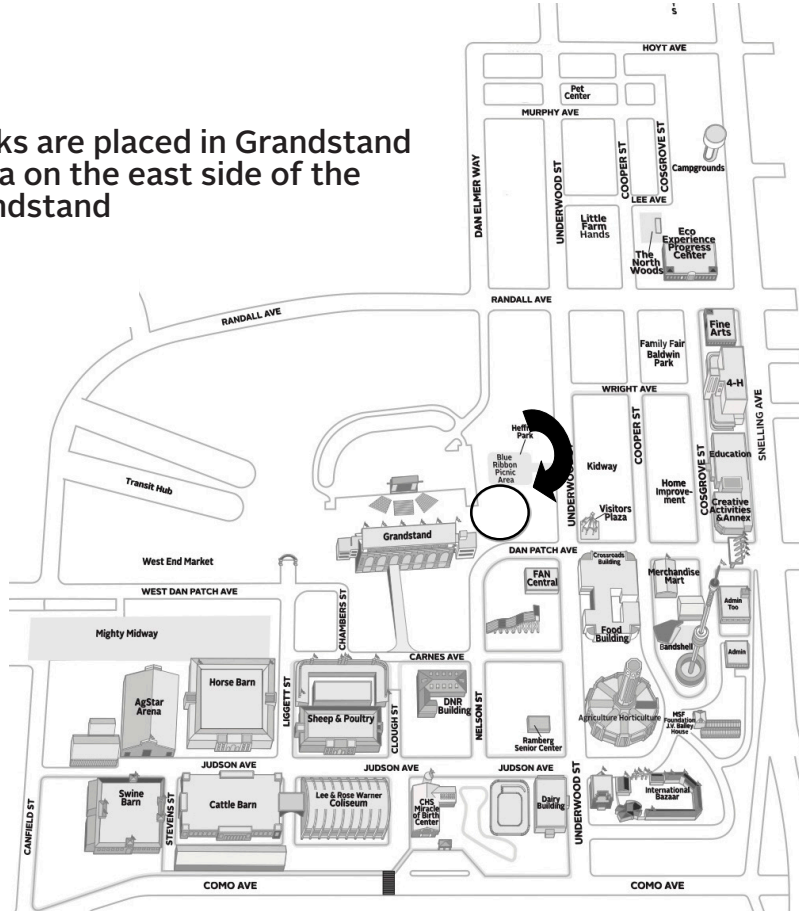 S
HOYT AVE
Pet
Center
MURPHY AVE
ks are placed in Grandstand
a on the east side of the
ndstand
DAN ELMER WAY
UNDERWOOD ST
COOPER ST
COSGROVE ST
Campgrounds
LEE AVE
Little
Farm
Hands
The
North
Woods
Eco
Experience
Progress
Center
RANDALL AVE
RANDALL AVE
Fine
Arts
Family Fair
Baldwin
Park
4-H
WRIGHT AVE
SNELLING AVE
COOPER ST
COSGROVE ST
Park
Blue
Ribbon
Picnic
Area
UNDERWOOD ST
Kidway
Home
Improve-
ment
Education
Creative
Activities
&Annex
Transit Hub
Visitors
Plaza
Grandstand
DAN PATCH AVE
West End Market
FAN
Central
Crossroads
Building
Merchandise
Mart
WEST DAN PATCH AVE
CHAMBERS ST
Admin
Too
Mighty Midway
Food
Building
Bandshell
Admin
CARNES AVE
AgStar
Arena
Horse Barn
LIGGETT ST
Sheep & Poultry
CLOUGH ST
DNR
Building
NELSON ST
Ramberg
Senior Center
Agriculture Horticulture
MSF
Foundation
J.V. Bailey
House
JUDSON AVE
JUDSON AVE
JUDSON AVE
CANFIELD ST
Swine
Barn
STEVENS ST
Cattle Barn
Lee & Rose Warner
Coliseum
CHS
Miracle
of Birth
Center
Dairy
Building
UNDERWOOD ST
International
Bazaar
COMO AVE
COMO AVE